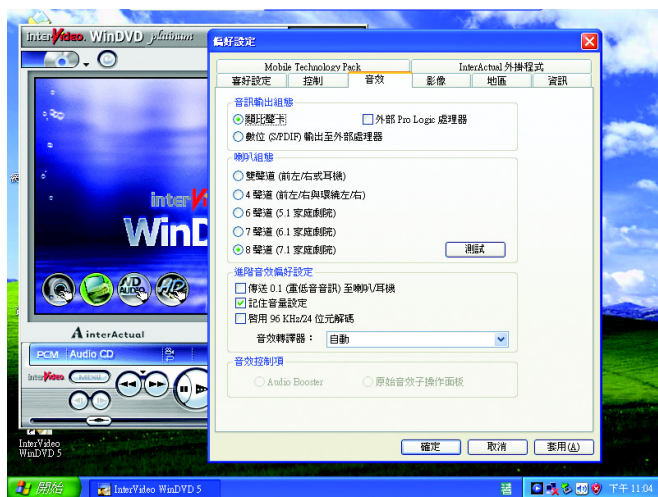 InterVideo. WinDVD platinum
inter
WinD
DVD AUDIO
InterActual
PCM Audio CD
InterVideo MENU
InterVideo
WinDVD 5
偏好設定
Mobile Technology Pack
InterActual 外掛程式
喜好設定
控制
音效
影像
地區
資訊
音訊輸出組態
類比聲卡
外部 Pro Logic 處理器
數位 (S/PDIF) 輸出至外部處理器
喇叭組態
雙聲道 (前左/右或耳機)
4 聲道 (前左/右與環繞左/右)
6 聲道 (5.1 家庭劇院)
7 聲道 (6.1 家庭劇院)
8 聲道 (7.1 家庭劇院)
測試
進階音效偏好設定
傳送 0.1 (重低音音訊) 至喇叭/耳機
記住音量設定
啓用 96 KHz/24 位元解碼
音效轉譯器：
自動
音效控制項
Audio Booster
原始音效子操作面板
確定
取消
套用(A)
開始
InterVideo WinDVD 5
下午 11:04